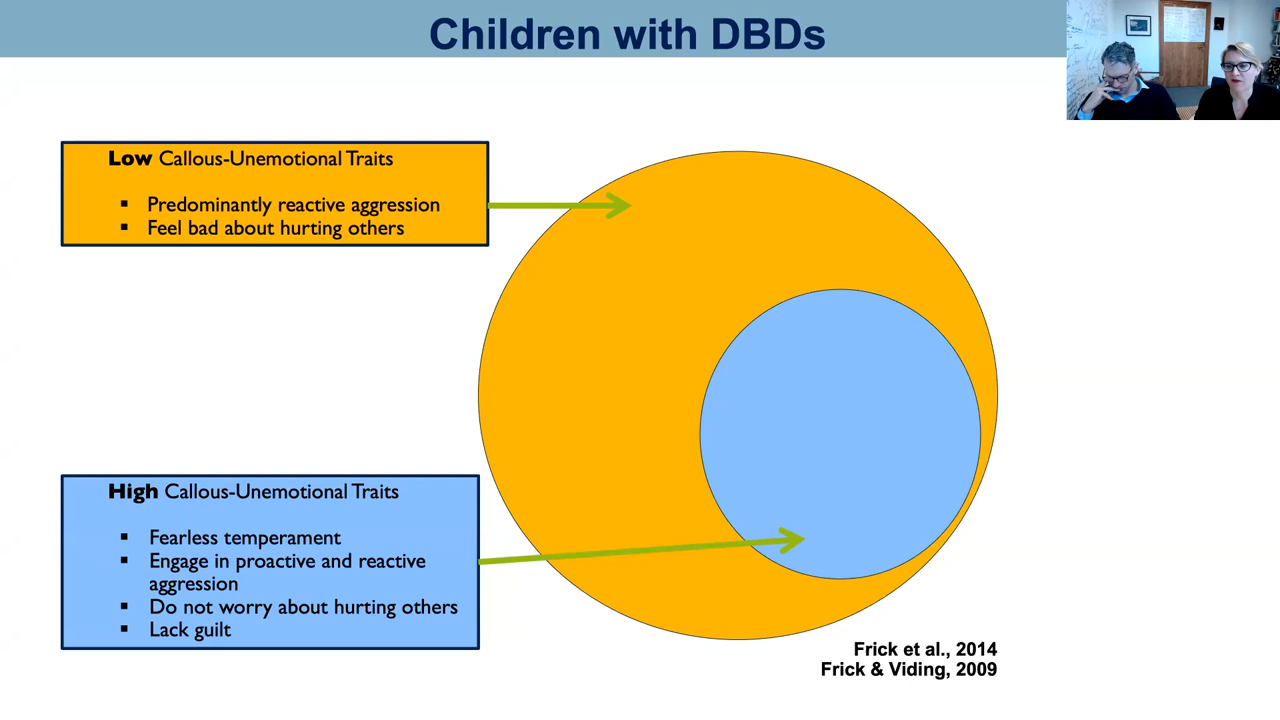 Children with DBDs
Low Callous-Unemotional Traits
▪ Predominantly reactive aggression
▪ Feel bad about hurting others
High Callous-Unemotional Traits
▪ Fearless temperament
▪ Engage in proactive and reactive
aggression
▪ Do not worry about hurting others
▪ Lack guilt
Frick et al., 2014
Frick & Viding, 2009